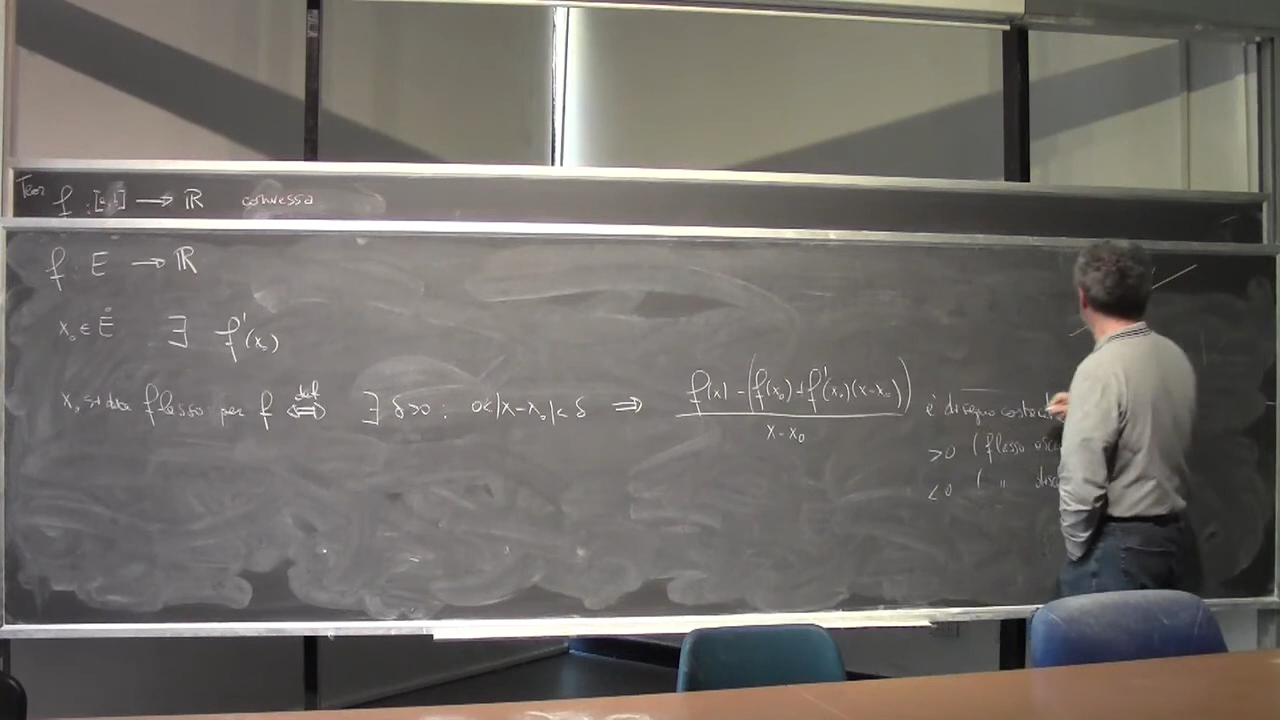 Teor f : [a,b] → ℝ convessa
f : E → ℝ
x₀ ∈ E̊ ∃ f'(x₀)
x₀ si dice flesso per f ⇔ def ∃ δ>0 : 0<|x-x₀|<δ ⇒ f(x) - (f(x₀) + f'(x₀)(x-x₀)) / x-x₀ è di segno
>0 ( flesso
<0 ( "